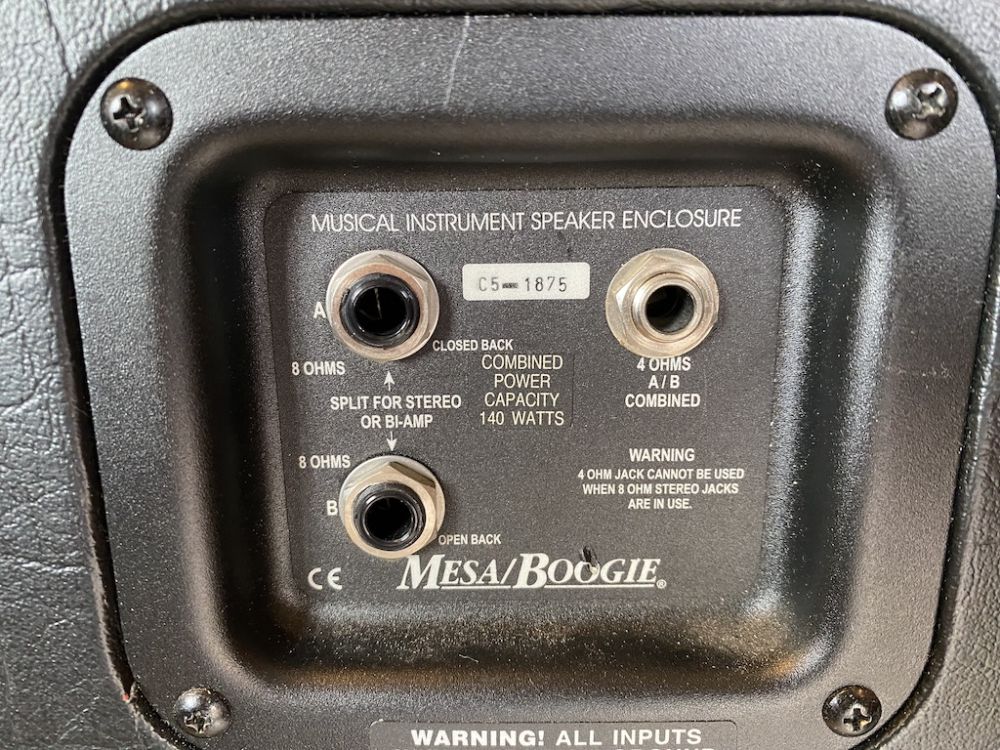 MUSICAL INSTRUMENT SPEAKER ENCLOSURE
C5-1875
A
CLOSED BACK
8 OHMS
SPLIT FOR STEREO
OR BI-AMP
8 OHMS
B
OPEN BACK
COMBINED
POWER
CAPACITY
140 WATTS
4 OHMS
A / B
COMBINED
WARNING
4 OHM JACK CANNOT BE USED
WHEN 8 OHM STEREO JACKS
ARE IN USE.
CE
MESA/BOOGIE®
WARNING! ALL INPUTS